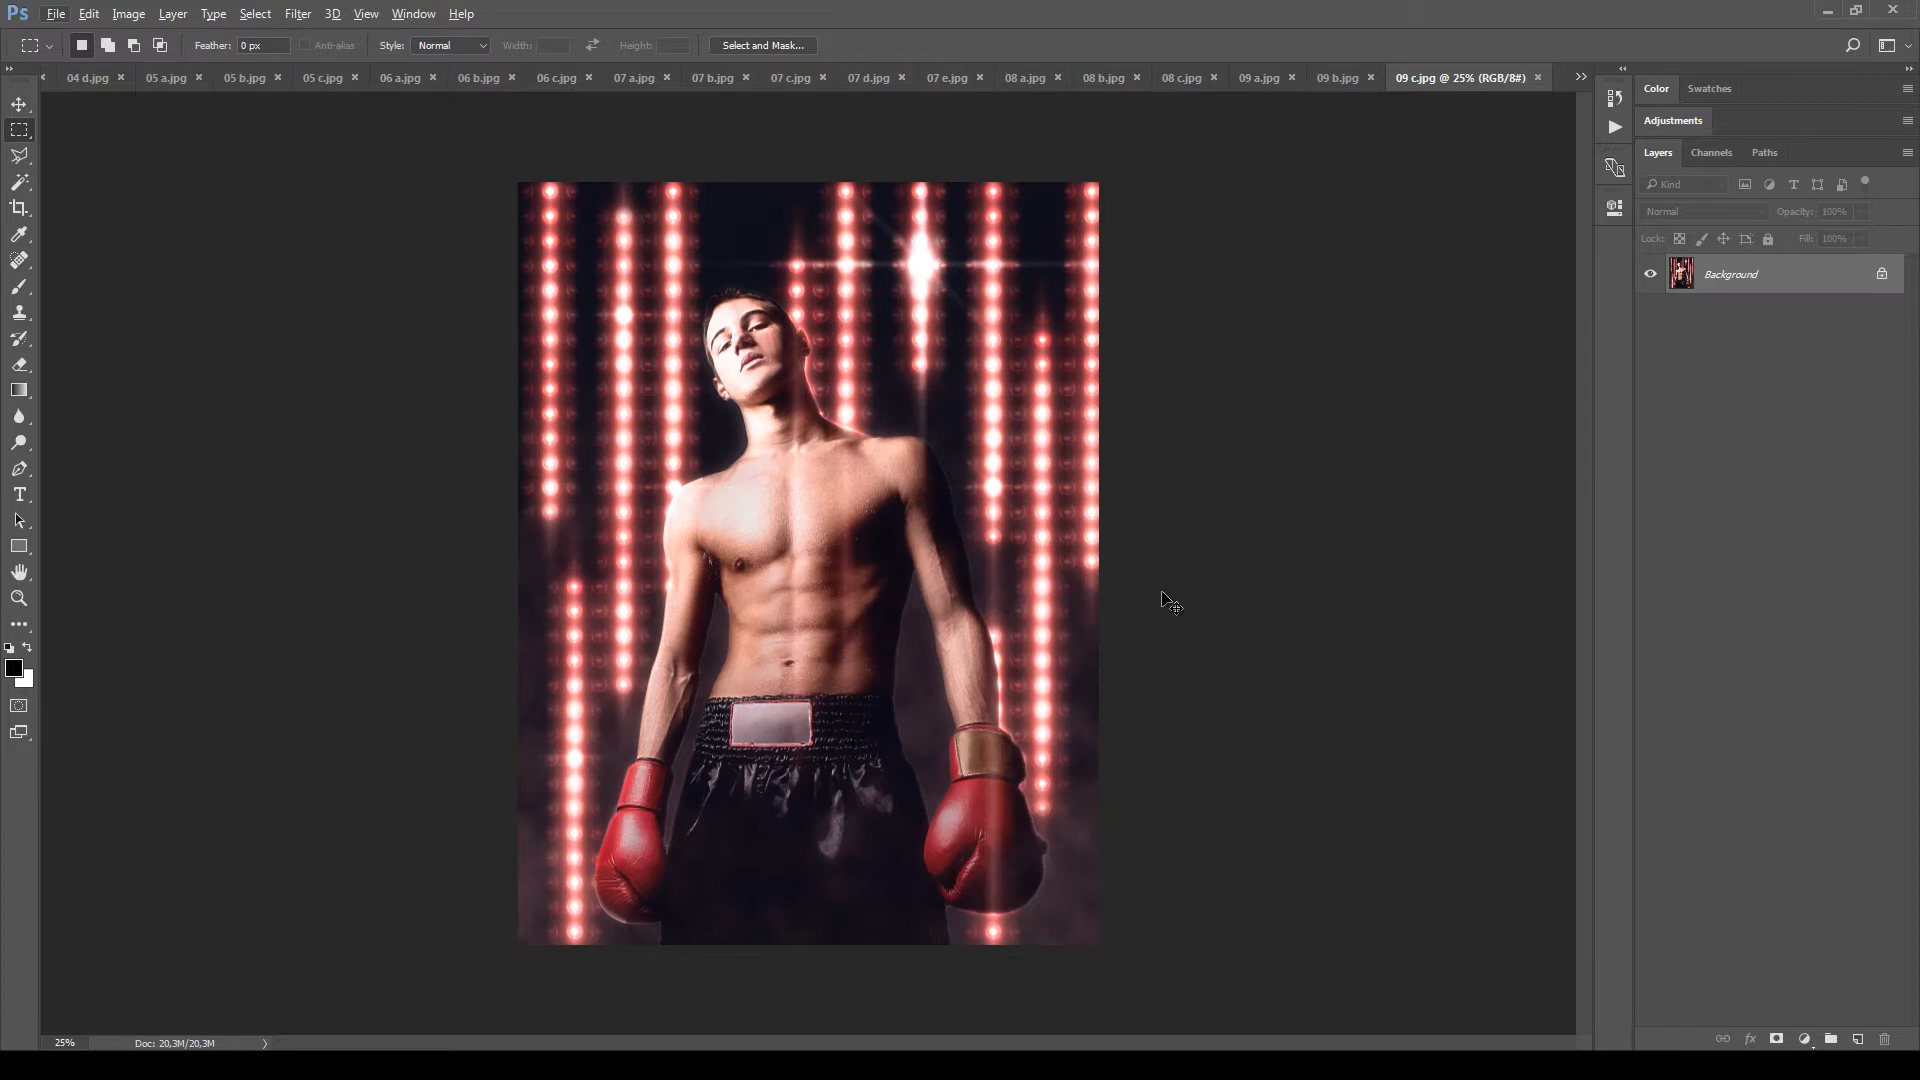 Ps File Edit Image Layer Type Select Filter 3D View Window Help
Feather: 0 px Anti-alias Style: Normal Width: Height: Select and Mask...
04 d.jpg 05 a.jpg 05 b.jpg 05 c.jpg 06 a.jpg 06 b.jpg 06 c.jpg 07 a.jpg 07 b.jpg 07 c.jpg 07 d.jpg 07 e.jpg 08 a.jpg 08 b.jpg 08 c.jpg 09 a.jpg 09 b.jpg 09 c.jpg @ 25% (RGB/8#)
Color Swatches
Adjustments
Layers Channels Paths
Kind
Normal Opacity: 100%
Lock: Fill: 100%
Background
fx
25% Doc: 20,3M/20,3M